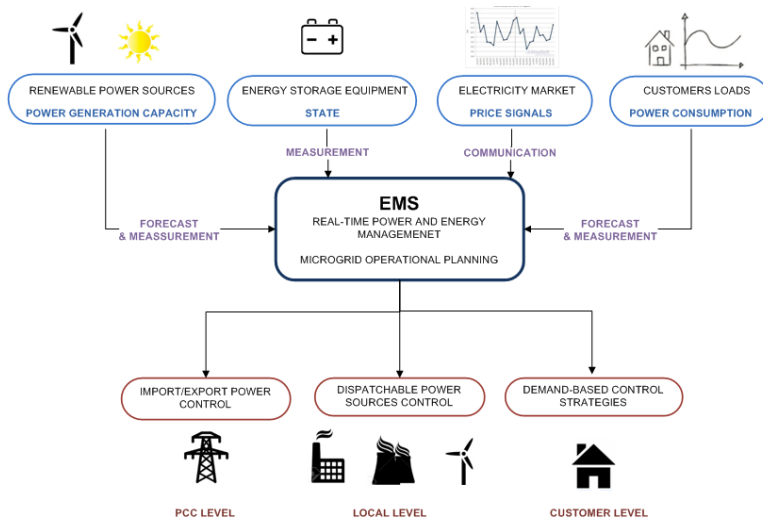 RENEWABLE POWER SOURCES
POWER GENERATION CAPACITY
ENERGY STORAGE EQUIPMENT
STATE
ELECTRICITY MARKET
PRICE SIGNALS
CUSTOMERS LOADS
POWER CONSUMPTION
MEASUREMENT
COMMUNICATION
FORECAST
& MEASSUREMENT
EMS
REAL-TIME POWER AND ENERGY
MANAGEMENET
MICROGRID OPERATIONAL PLANNING
FORECAST
& MEASUREMENT
IMPORT/EXPORT POWER
CONTROL
DISPATCHABLE POWER
SOURCES CONTROL
DEMAND-BASED CONTROL
STRATEGIES
PCC LEVEL
LOCAL LEVEL
CUSTOMER LEVEL